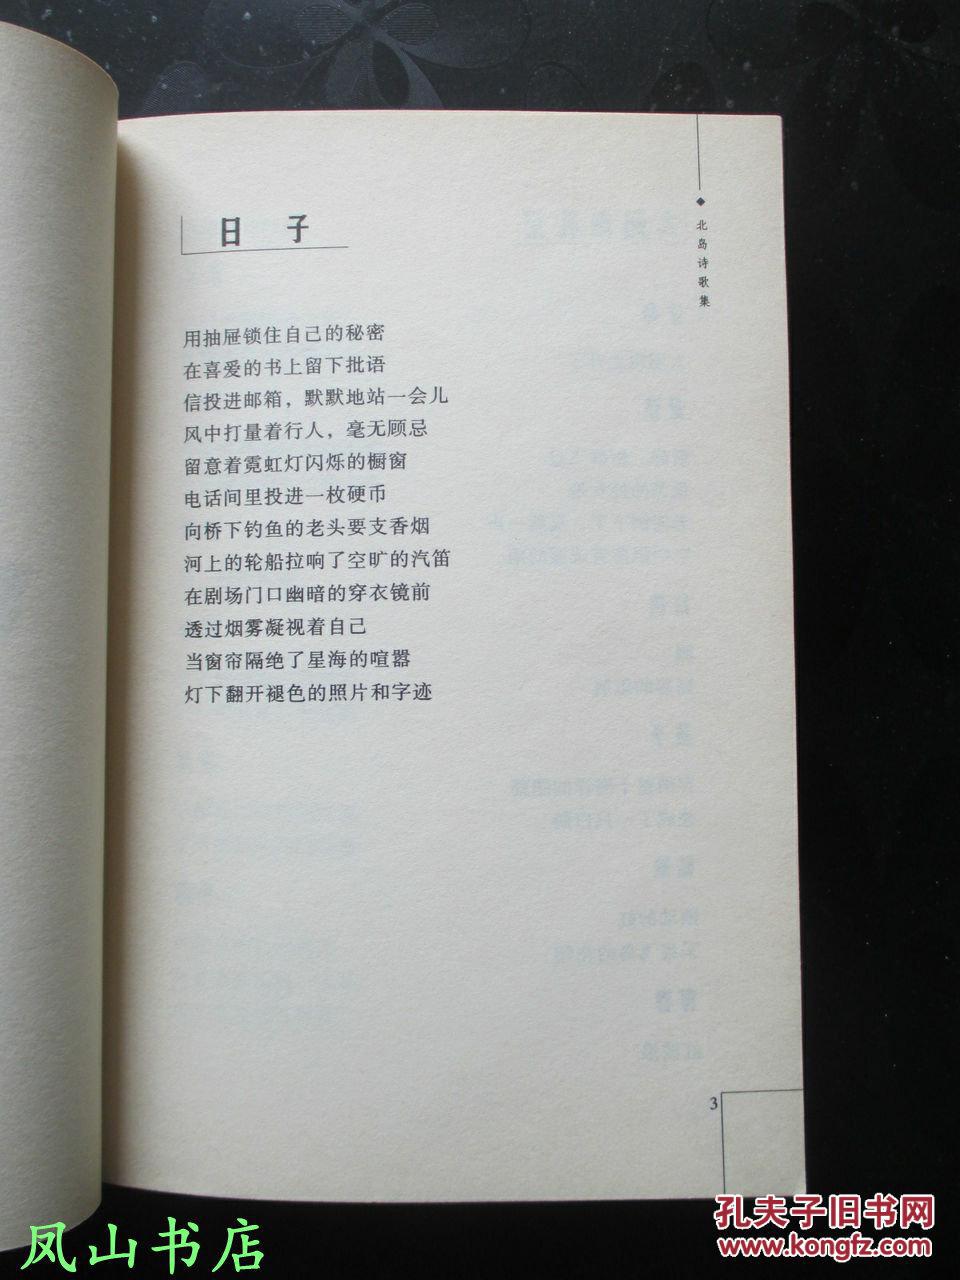 北岛诗歌集
日子
用抽屉锁住自己的秘密
在喜爱的书上留下批语
信投进邮箱，默默地站一会儿
风中打量着行人，毫无顾忌
留意着霓虹灯闪烁的橱窗
电话间里投进一枚硬币
向桥下钓鱼的老头要支香烟
河上的轮船拉响了空旷的汽笛
在剧场门口幽暗的穿衣镜前
透过烟雾凝视着自己
当窗帘隔绝了星海的喧嚣
灯下翻开褪色的照片和字迹
3
凤山书店
孔夫子旧书网
www.kongfz.com